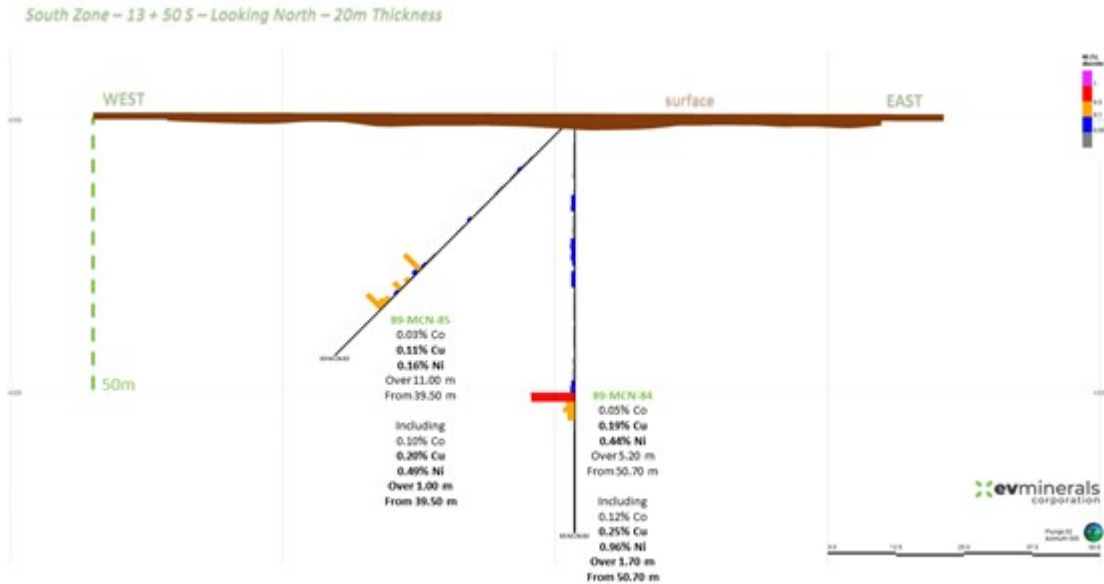 South Zone – 13 + 50 S – Looking North – 20m Thickness
WEST
surface
EAST
50m
89-MCN-85
0.03% Co
0.11% Cu
0.16% Ni
Over 11.00 m
From 39.50 m
Including
0.10% Co
0.20% Cu
0.49% Ni
Over 1.00 m
From 39.50 m
89-MCN-84
0.05% Co
0.19% Cu
0.44% Ni
Over 5.20 m
From 50.70 m
Including
0.12% Co
0.25% Cu
0.96% Ni
Over 1.70 m
From 50.70 m
evminerals
corporation